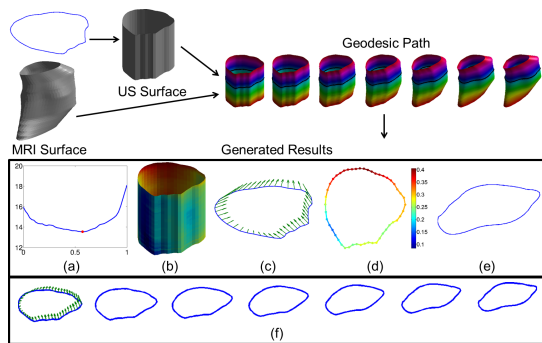 Geodesic Path
US Surface
MRI Surface
Generated Results
20
18
16
14
12
0
0.5
1
0.4
0.35
0.3
0.25
0.2
0.15
0.1
(a)
(b)
(c)
(d)
(e)
(f)